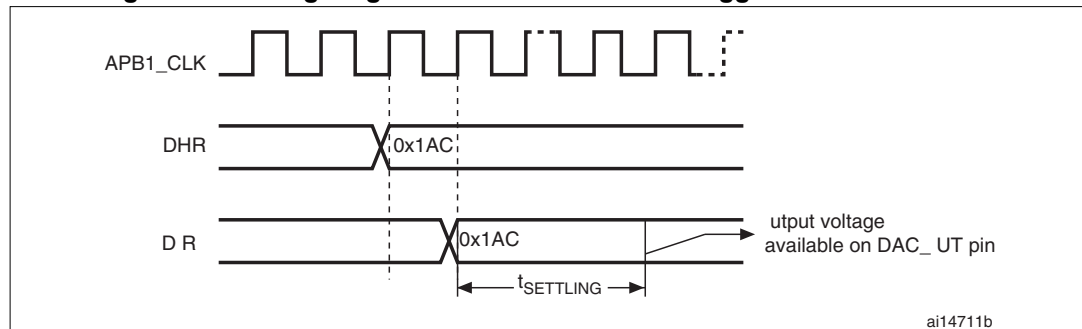 APB1_CLK
DHR
0x1AC
D R
0x1AC
utput voltage
available on DAC_ UT pin
tSETTLING
ai14711b